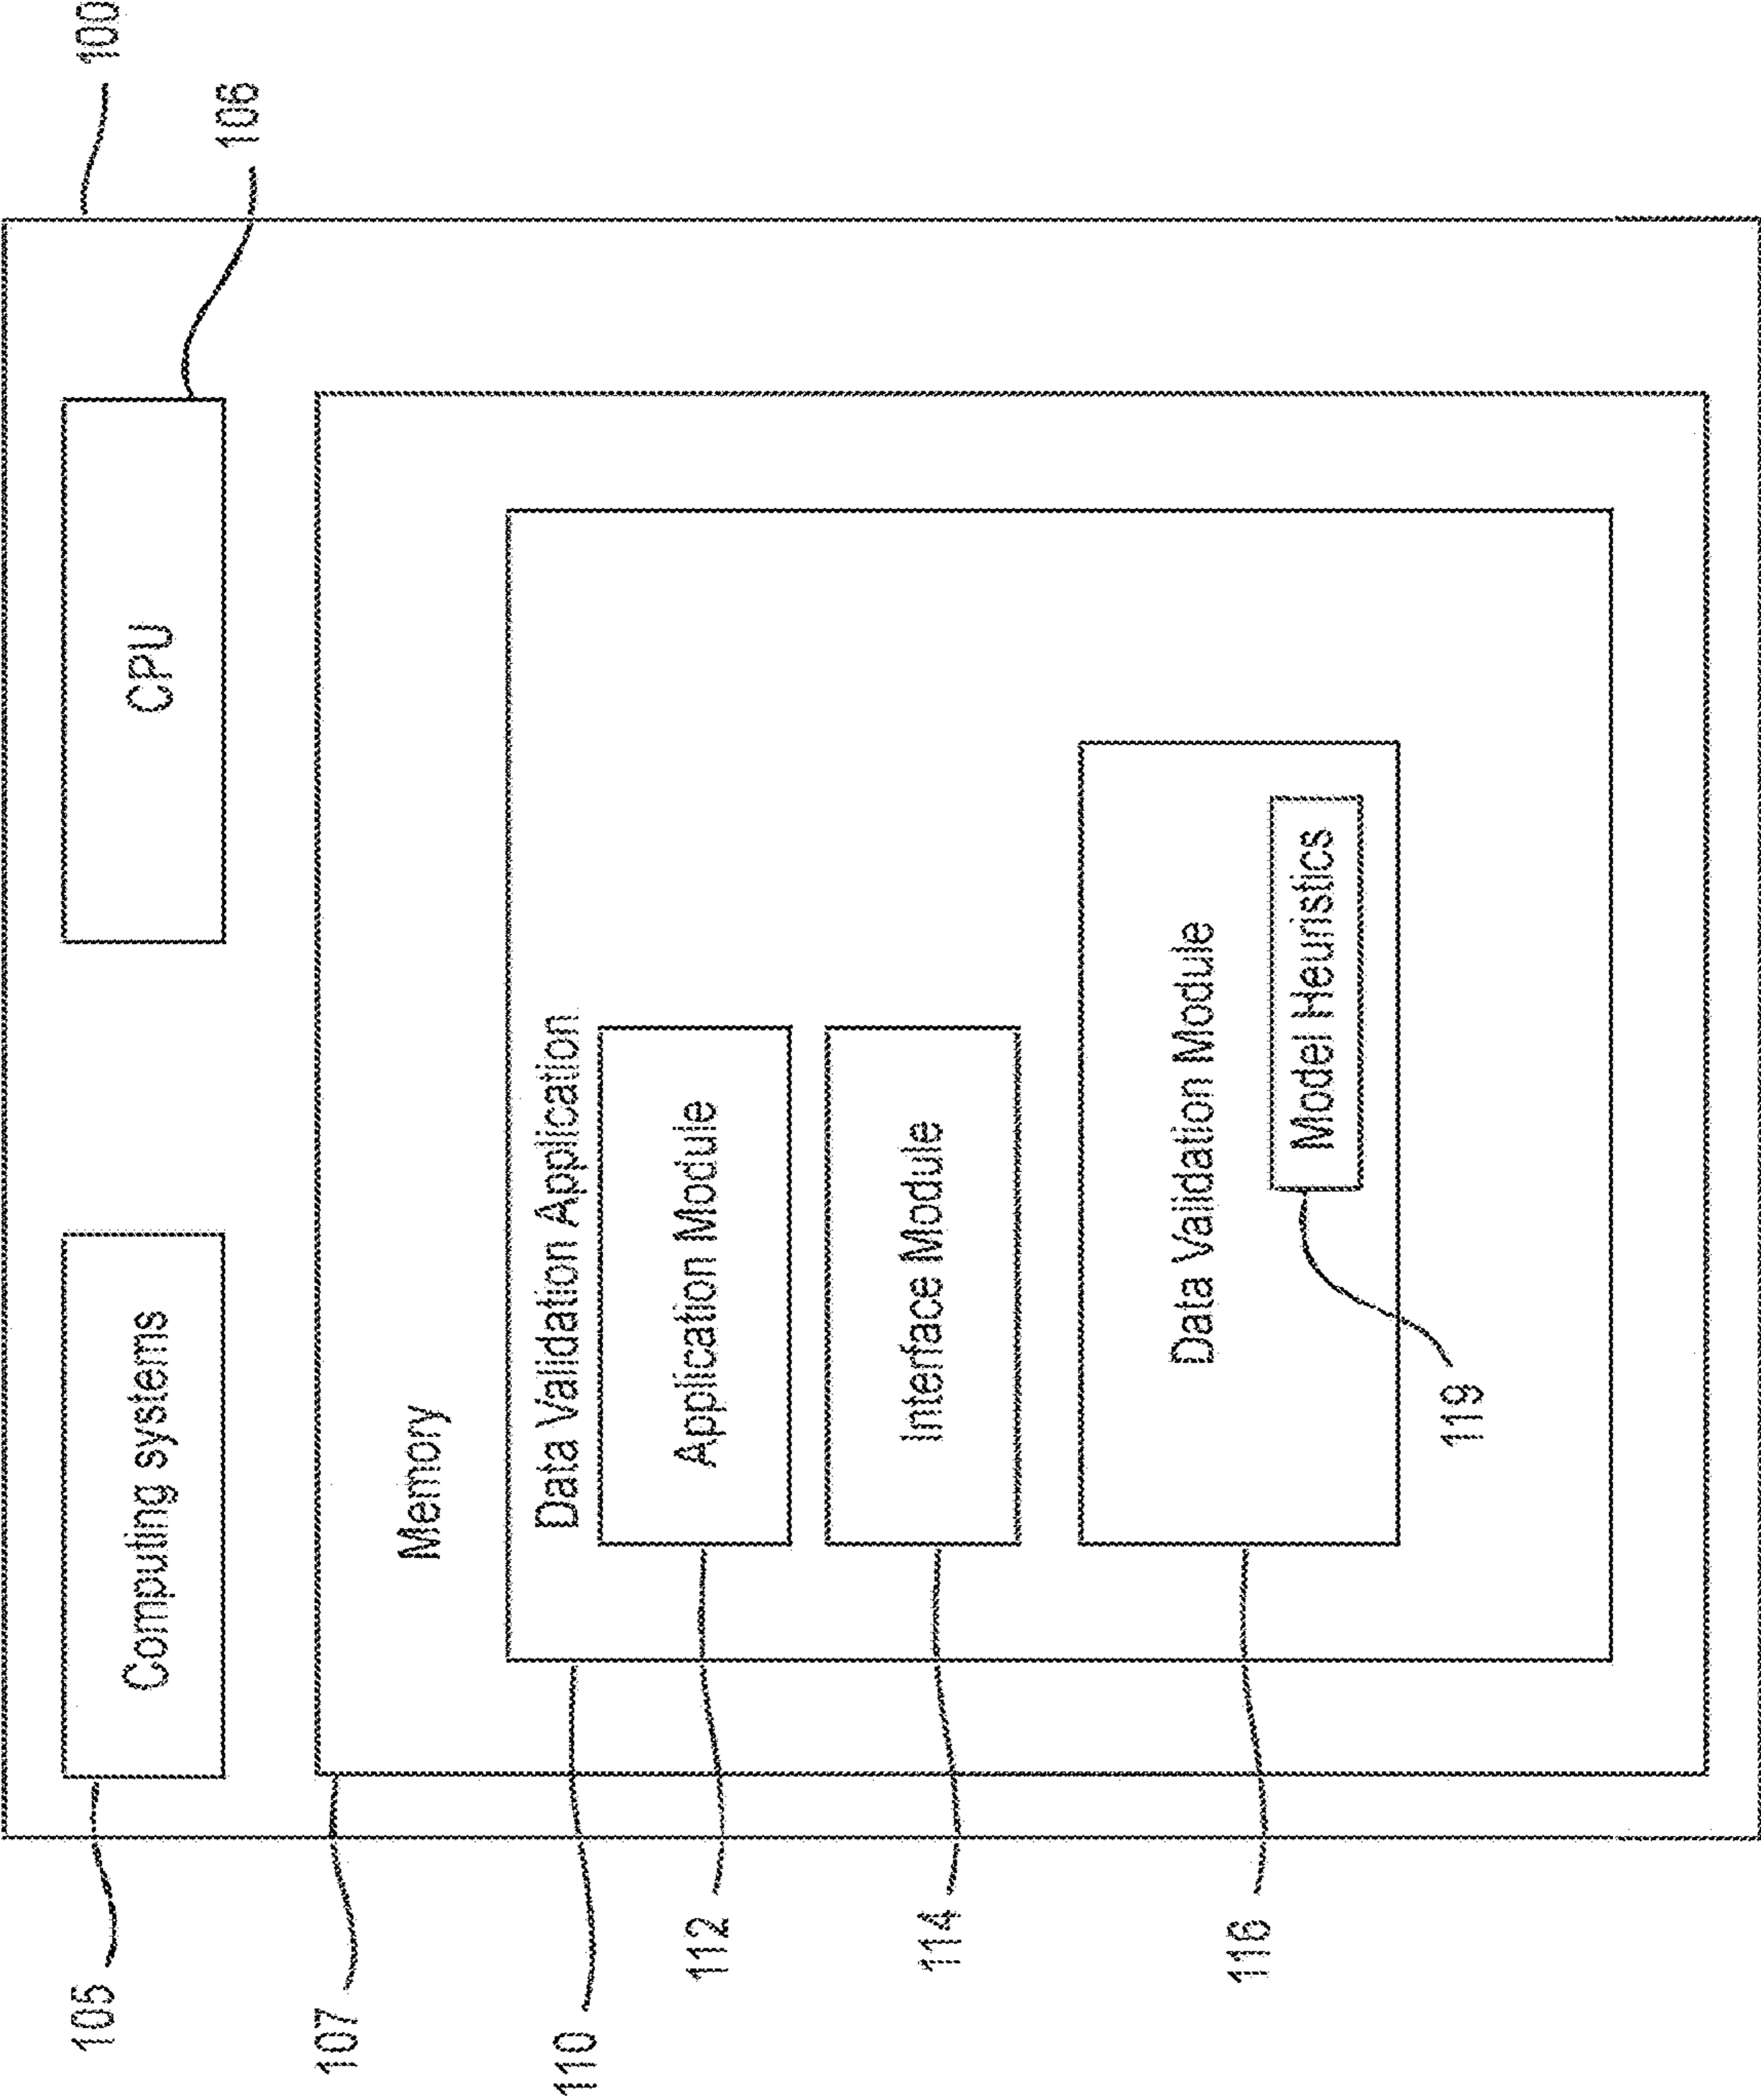 100
105
Computing systems
CPU
106
107
Memory
110
Data Validation Application
112
Application Module
114
Interface Module
116
Data Validation Module
Model Heuristics
119